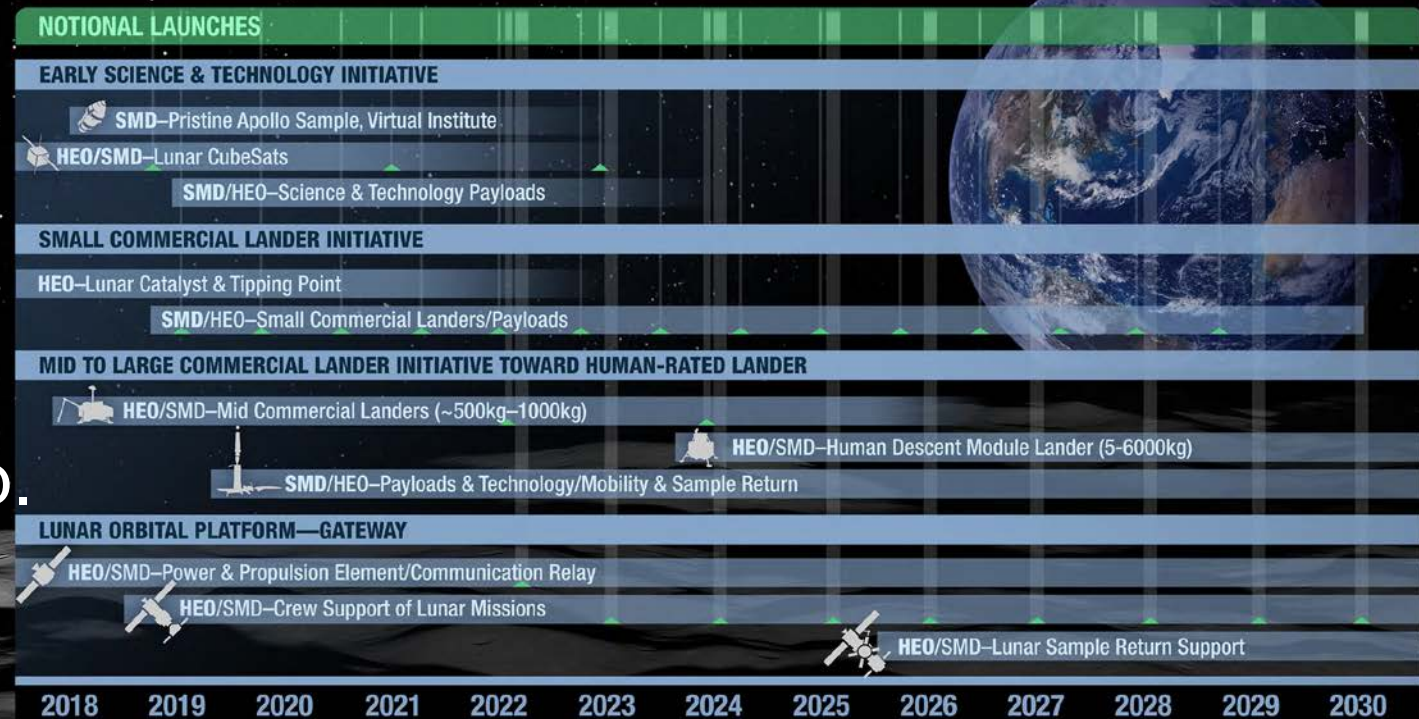 NOTIONAL LAUNCHES
EARLY SCIENCE & TECHNOLOGY INITIATIVE
SMD–Pristine Apollo Sample, Virtual Institute
HEO/SMD–Lunar CubeSats
SMD/HEO–Science & Technology Payloads
SMALL COMMERCIAL LANDER INITIATIVE
HEO–Lunar Catalyst & Tipping Point
SMD/HEO–Small Commercial Landers/Payloads
MID TO LARGE COMMERCIAL LANDER INITIATIVE TOWARD HUMAN-RATED LANDER
HEO/SMD–Mid Commercial Landers (~500kg–1000kg)
HEO/SMD–Human Descent Module Lander (5-6000kg)
SMD/HEO–Payloads & Technology/Mobility & Sample Return
LUNAR ORBITAL PLATFORM—GATEWAY
HEO/SMD–Power & Propulsion Element/Communication Relay
HEO/SMD–Crew Support of Lunar Missions
HEO/SMD–Lunar Sample Return Support
2018 2019 2020 2021 2022 2023 2024 2025 2026 2027 2028 2029 2030